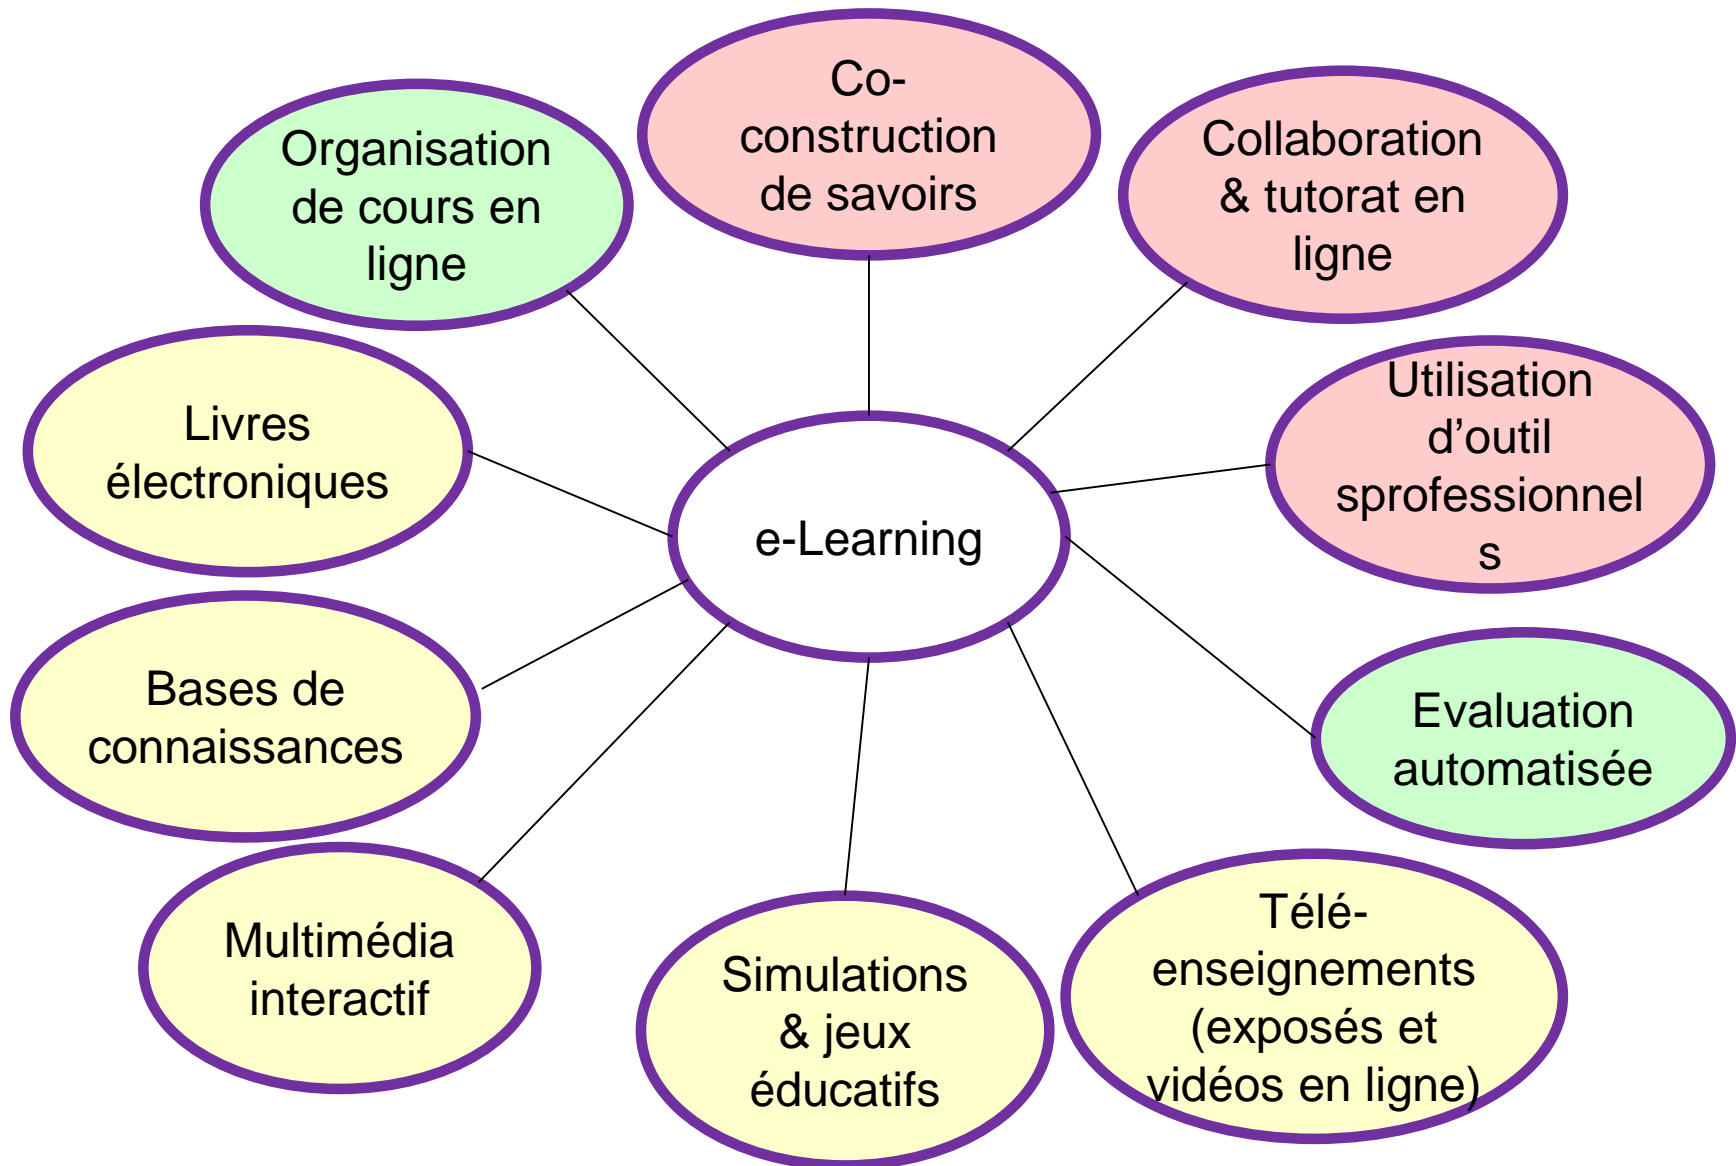 Co-
construction
de savoirs
Organisation
de cours en
ligne
Collaboration
& tutorat en
ligne
Livres
électroniques
Utilisation
d’outil
sprofessionnel
s
e-Learning
Bases de
connaissances
Evaluation
automatisée
Multimédia
interactif
Simulations
& jeux
éducatifs
Télé-
enseignements
(exposés et
vidéos en ligne)